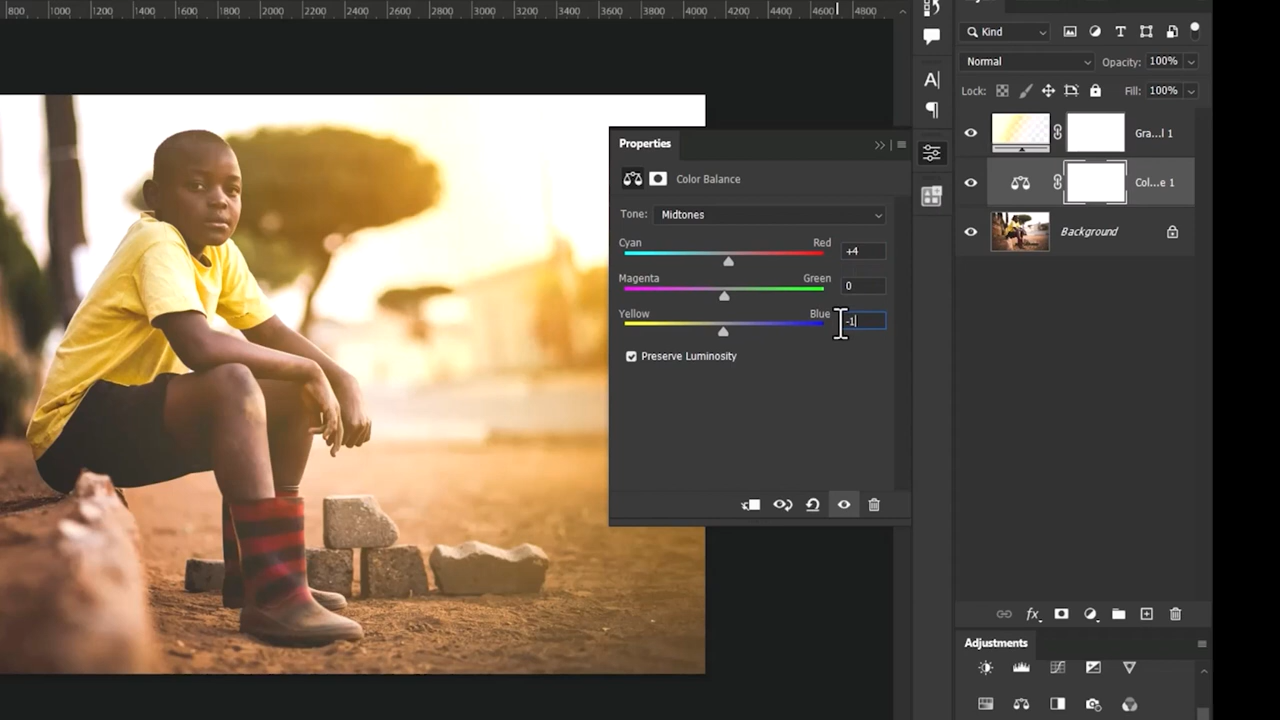 800 1000 1200 1400 1600 1800 2000 2200 2400 2600 2800 3000 3200 3400 3600 3800 4000 4200 4400 4600 4800
Kind
Normal Opacity: 100%
Lock: Fill: 100%
Gra...l 1
Col...e 1
Background
Properties
Color Balance
Tone: Midtones
Cyan Red +4
Magenta Green 0
Yellow Blue -1
Preserve Luminosity
Adjustments